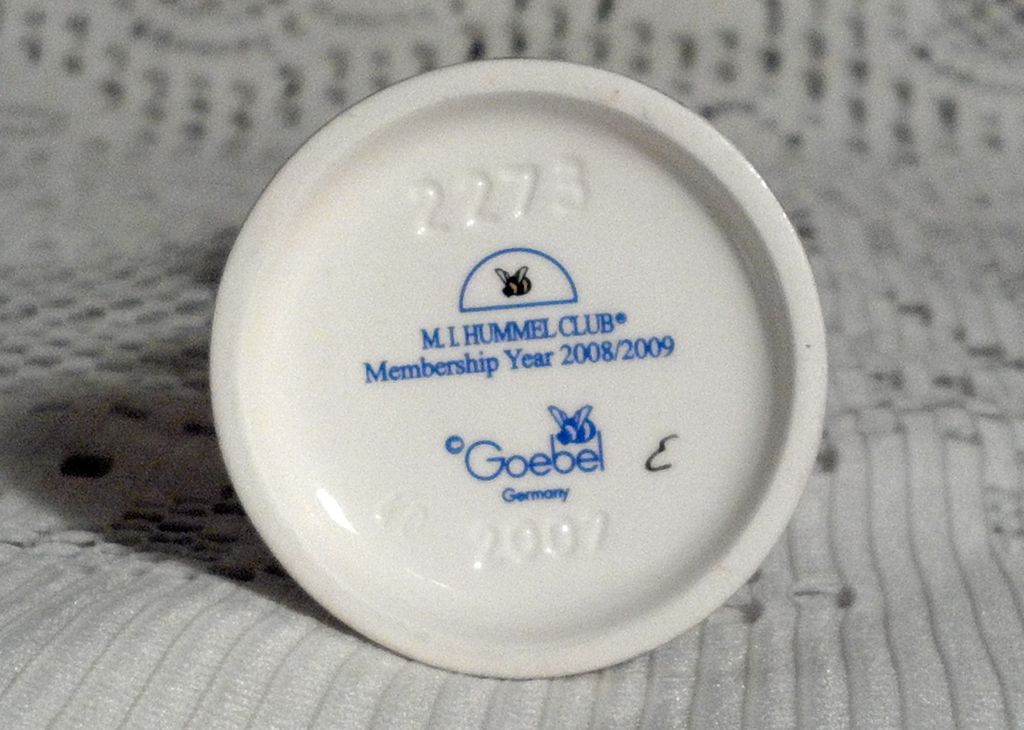 2275
M. I. HUMMEL CLUB®
Membership Year 2008/2009
©Goebel
Germany
ε
© 2007